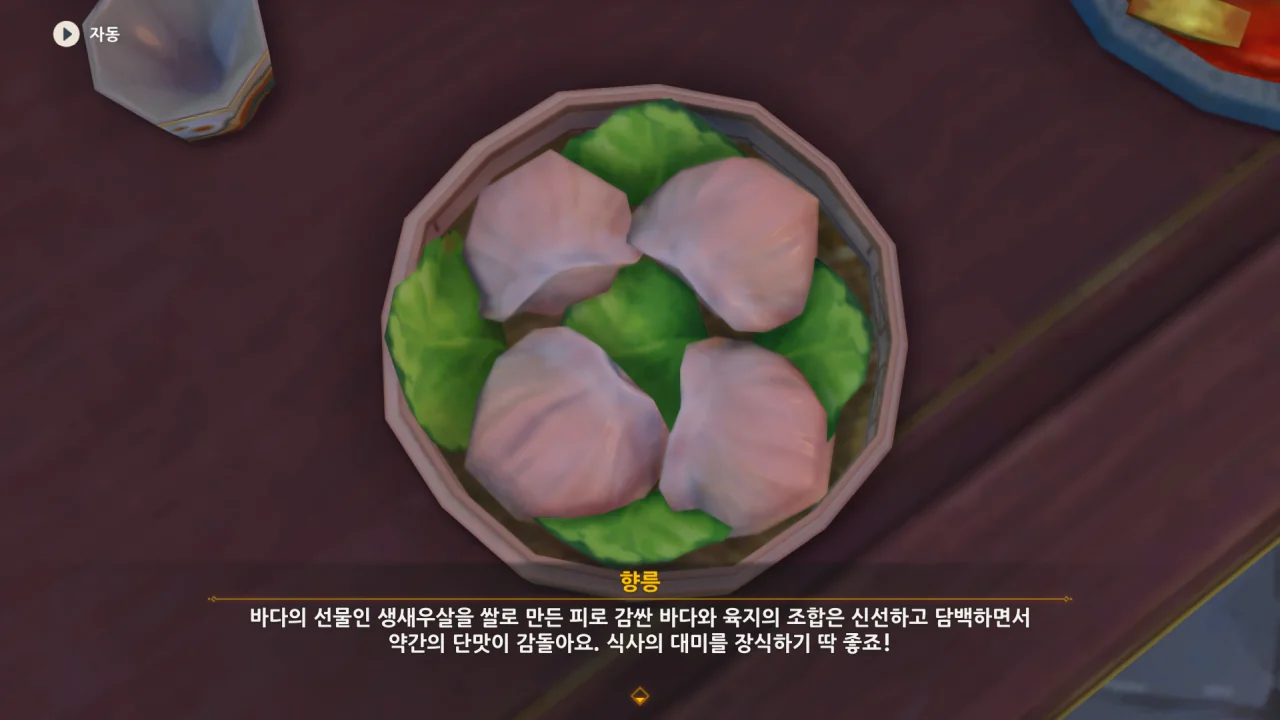 자동
향릉
바다의 선물인 생새우살을 쌀로 만든 피로 감싼 바다와 육지의 조합은 신선하고 담백하면서
약간의 단맛이 감돌아요. 식사의 대미를 장식하기 딱 좋죠!